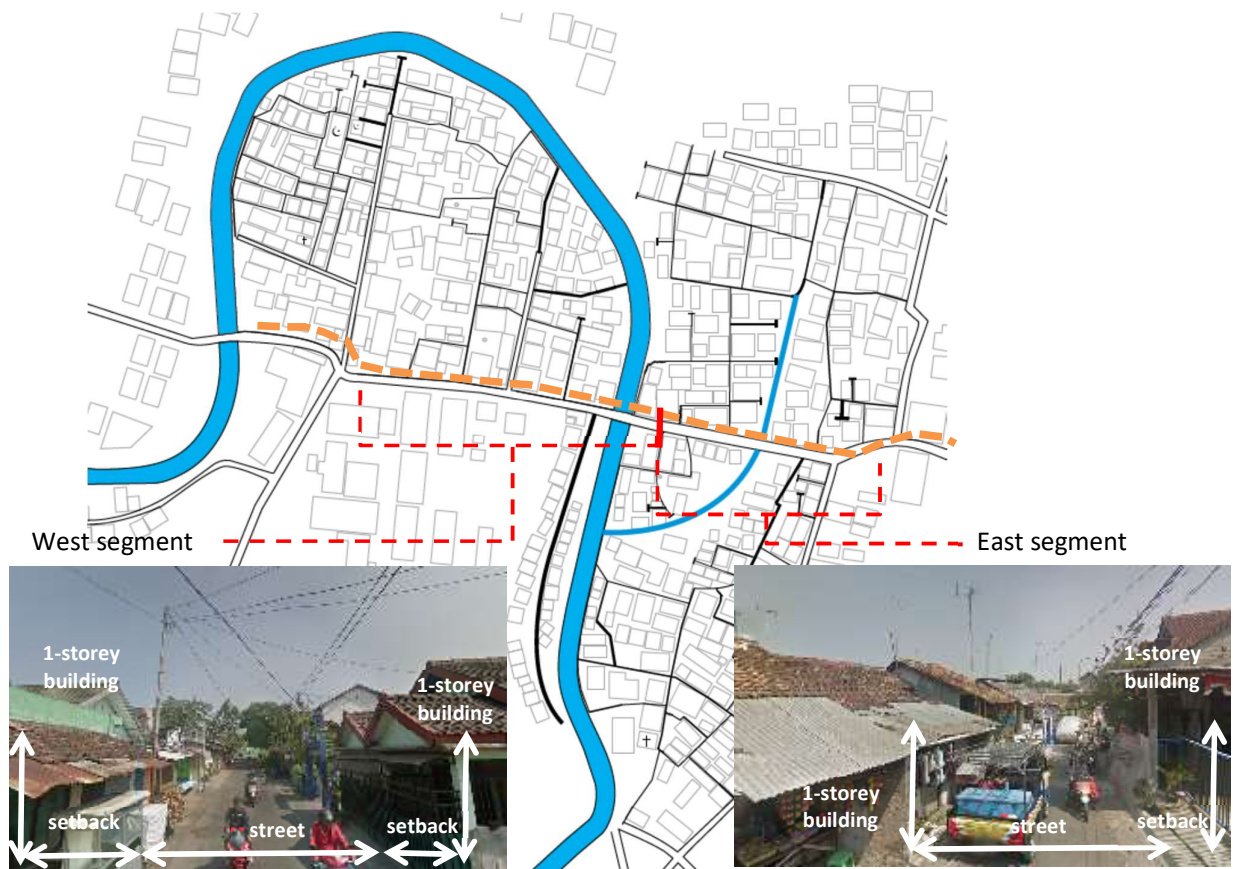 West segment
East segment
1-storey
building
1-storey
building
setback
street
setback
1-storey
building
1-storey
building
street
setback